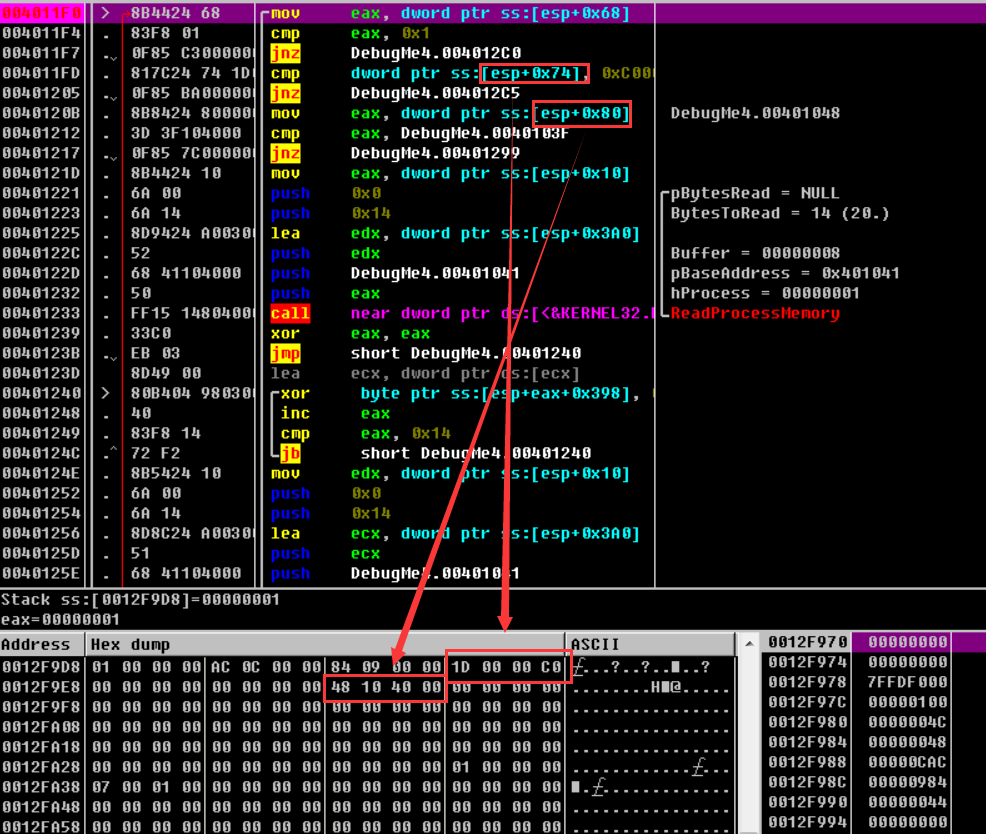 004011F0 > 8B4424 68 mov eax, dword ptr ss:[esp+0x68]
004011F4 . 83F8 01 cmp eax, 0x1
004011F7 . 0F85 C3000000 jnz DebugMe4.004012C0
004011FD . 817C24 74 1D cmp dword ptr ss:[esp+0x74], 0xC00
00401205 . 0F85 BA000000 jnz DebugMe4.004012C5
0040120B . 8B8424 800000 mov eax, dword ptr ss:[esp+0x80] DebugMe4.00401048
00401212 . 3D 3F104000 cmp eax, DebugMe4.0040103F
00401217 . 0F85 7C000000 jnz DebugMe4.00401299
0040121D . 8B4424 10 mov eax, dword ptr ss:[esp+0x10]
00401221 . 6A 00 push 0x0 pBytesRead = NULL
00401223 . 6A 14 push 0x14 BytesToRead = 14 (20.)
00401225 . 8D9424 A00300 lea edx, dword ptr ss:[esp+0x3A0]
0040122C . 52 push edx Buffer = 00000008
0040122D . 68 41104000 push DebugMe4.00401041 pBaseAddress = 0x401041
00401232 . 50 push eax hProcess = 00000001
00401233 . FF15 14804000 call near dword ptr ds:[<&KERNEL32. ReadProcessMemory
00401239 . 33C0 xor eax, eax
0040123B . EB 03 jmp short DebugMe4.00401240
0040123D 8D49 00 lea ecx, dword ptr ds:[ecx]
00401240 > 80B404 980300 xor byte ptr ss:[esp+eax+0x398],
00401248 . 40 inc eax
00401249 . 83F8 14 cmp eax, 0x14
0040124C .^ 72 F2 jb short DebugMe4.00401240
0040124E . 8B5424 10 mov edx, dword ptr ss:[esp+0x10]
00401252 . 6A 00 push 0x0
00401254 . 6A 14 push 0x14
00401256 . 8D8C24 A00300 lea ecx, dword ptr ss:[esp+0x3A0]
0040125D . 51 push ecx
0040125E . 68 41104000 push DebugMe4.00401041
Stack ss:[0012F9D8]=00000001
eax=00000001
Address Hex dump ASCII
0012F9D8 01 00 00 00 AC 0C 00 00 84 09 00 00 1D 00 00 C0 £...?..?..■..?
0012F9E8 00 00 00 00 00 00 00 00 48 10 40 00 00 00 00 00 ........H■@.....
0012F9F8 00 00 00 00 00 00 00 00 00 00 00 00 00 00 00 00 ................
0012FA08 00 00 00 00 00 00 00 00 00 00 00 00 00 00 00 00 ................
0012FA18 00 00 00 00 00 00 00 00 00 00 00 00 00 00 00 00 ................
0012FA28 00 00 00 00 00 00 00 00 00 00 00 00 01 00 00 00 ............£...
0012FA38 07 00 01 00 00 00 00 00 00 00 00 00 00 00 00 00 ■.£.............
0012FA48 00 00 00 00 00 00 00 00 00 00 00 00 00 00 00 00 ................
0012FA58 00 00 00 00 00 00 00 00 00 00 00 00 00 00 00 00 ................
0012F970 00000000
0012F974 00000000
0012F978 7FFDF000
0012F97C 00000100
0012F980 0000004C
0012F984 00000048
0012F988 00000CAC
0012F98C 00000984
0012F990 00000044
0012F994 00000000